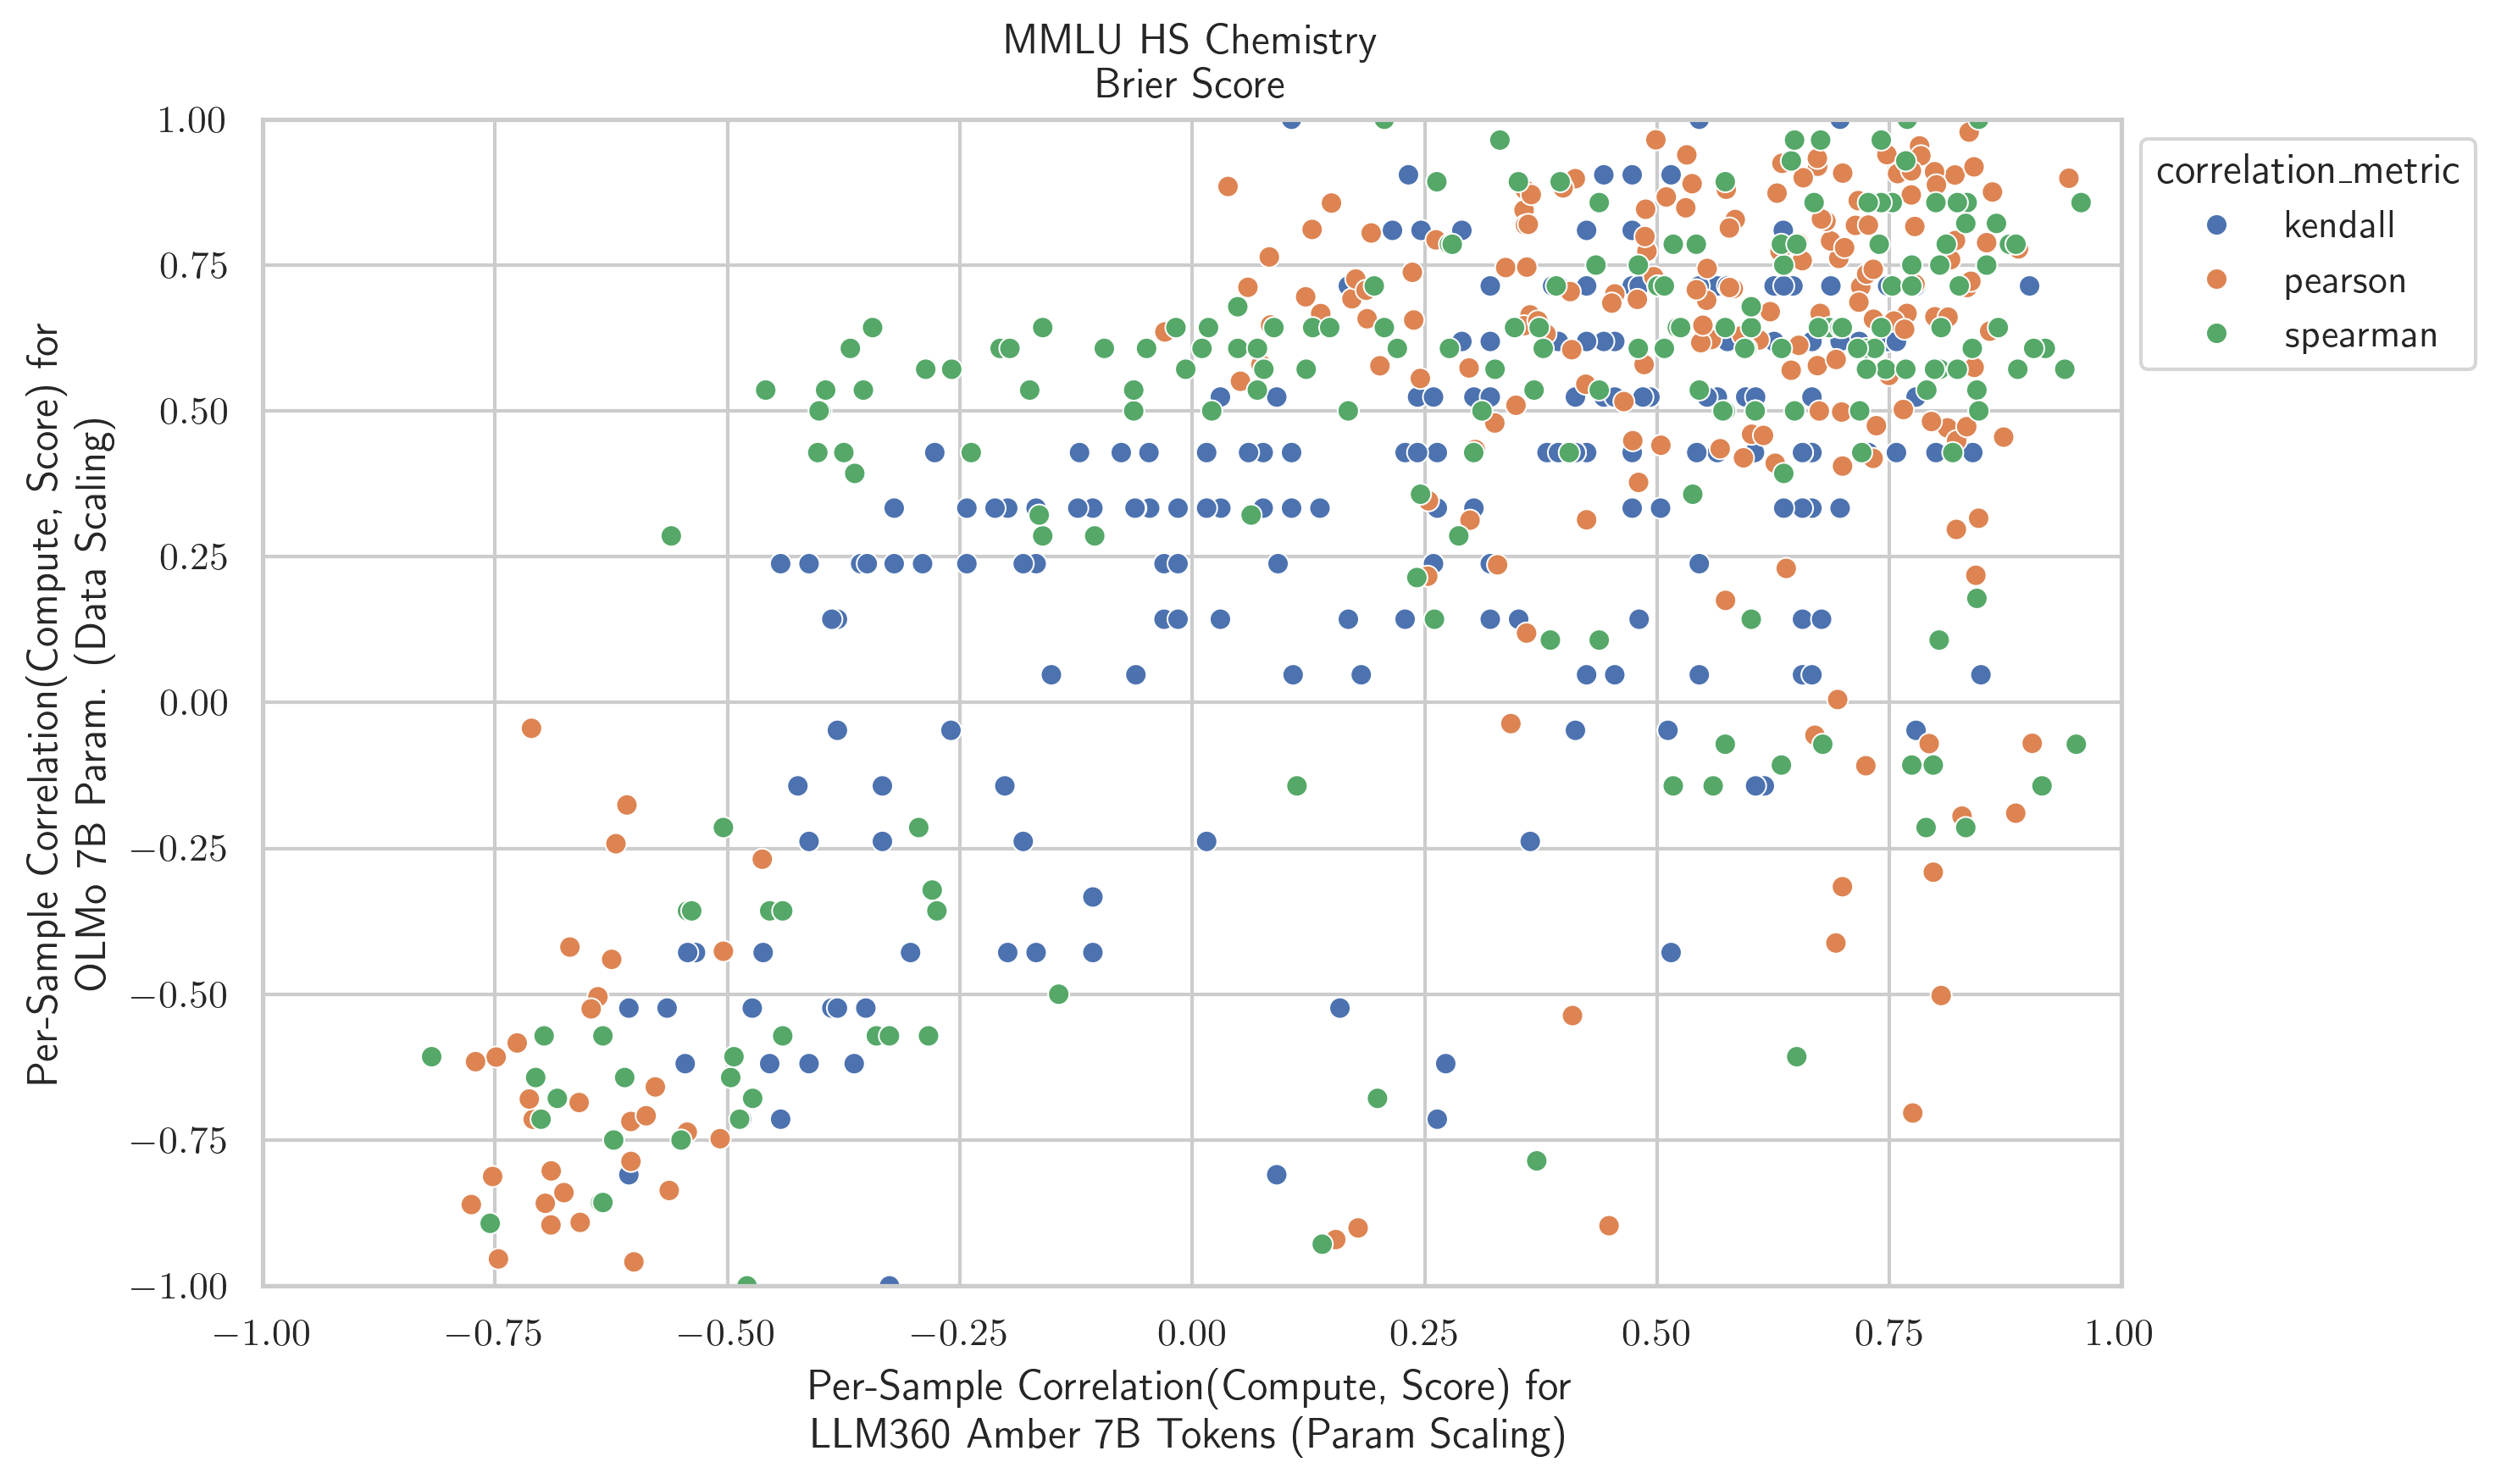 MMLU HS Chemistry
Brier Score
1.00
0.75
0.50
0.25
0.00
−0.25
−0.50
−0.75
−1.00
Per-Sample Correlation(Compute, Score) for
OLMo 7B Param. (Data Scaling)
−1.00 −0.75 −0.50 −0.25 0.00 0.25 0.50 0.75 1.00
Per-Sample Correlation(Compute, Score) for
LLM360 Amber 7B Tokens (Param Scaling)
correlation_metric
kendall
pearson
spearman